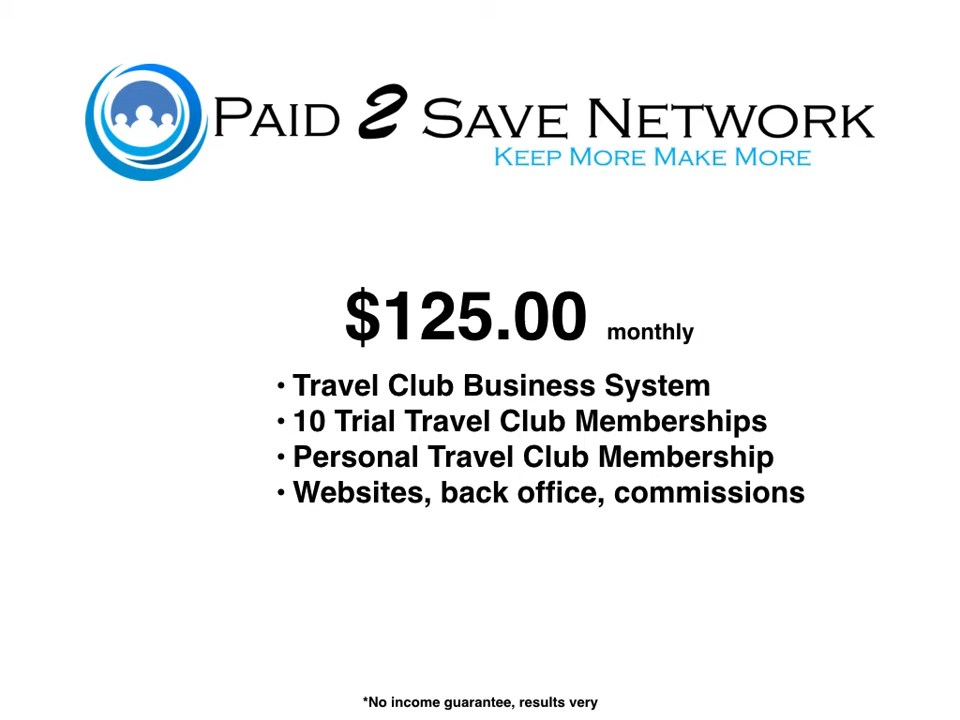 PAID 2 SAVE NETWORK
KEEP MORE MAKE MORE
$125.00 monthly
• Travel Club Business System
• 10 Trial Travel Club Memberships
• Personal Travel Club Membership
• Websites, back office, commissions
*No income guarantee, results very